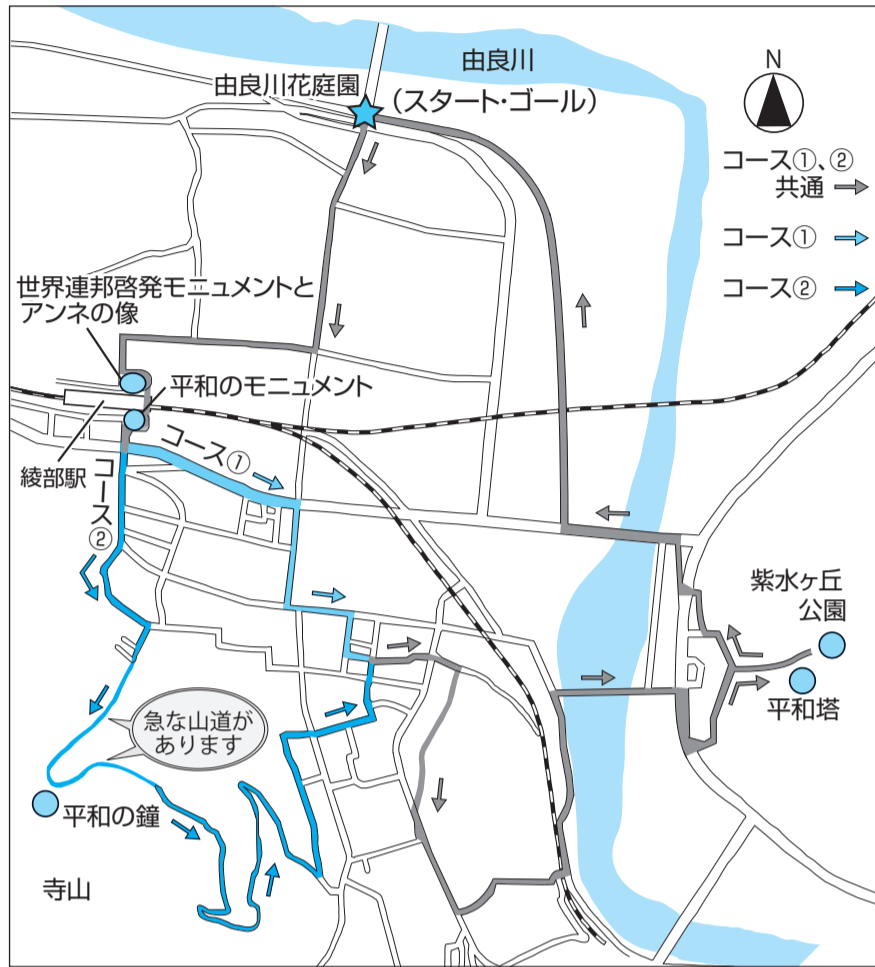 由良川
由良川花庭園
(スタート・ゴール)
N
コース①、②
共通
コース①
コース②
世界連邦啓発モニュメントと
アンネの像
平和のモニュメント
綾部駅
コース①
コース②
紫水ヶ丘
公園
平和塔
急な山道が
あります
平和の鐘
寺山